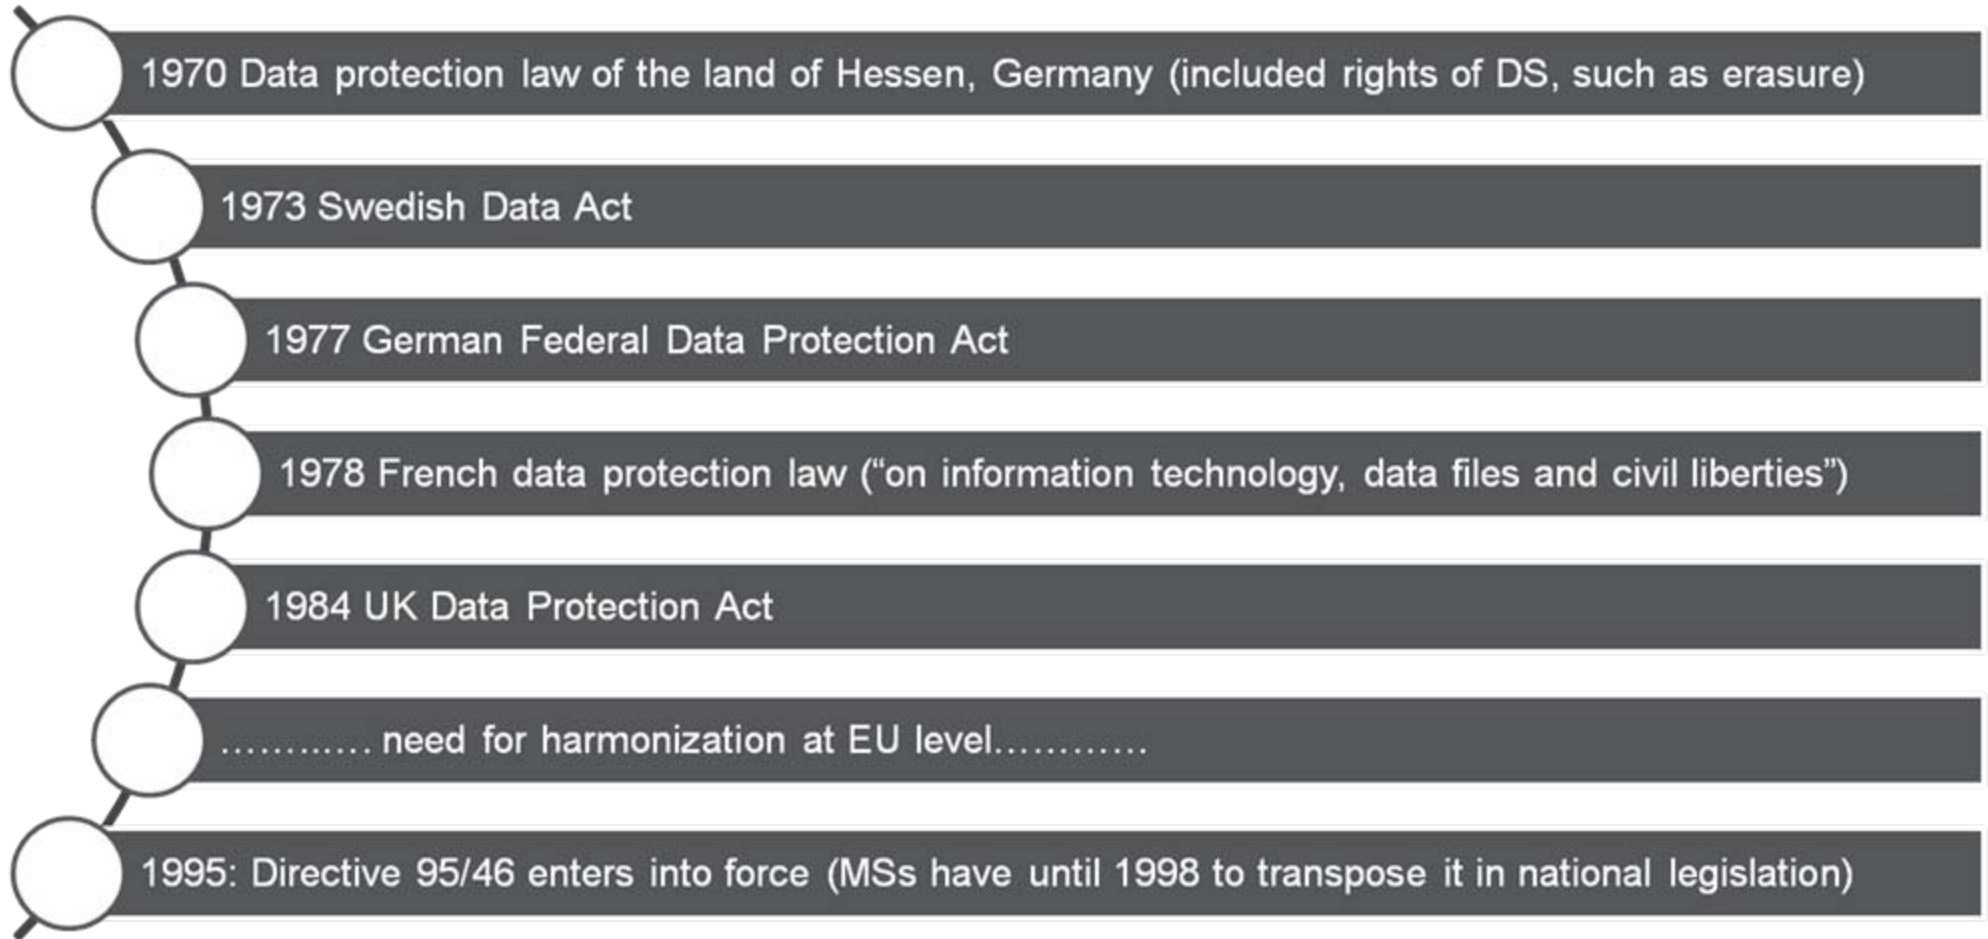 1970 Data protection law of the land of Hessen, Germany (included rights of DS, such as erasure)
1973 Swedish Data Act
1977 German Federal Data Protection Act
1978 French data protection law (“on information technology, data files and civil liberties”)
1984 UK Data Protection Act
………… need for harmonization at EU level…………
1995: Directive 95/46 enters into force (MSs have until 1998 to transpose it in national legislation)